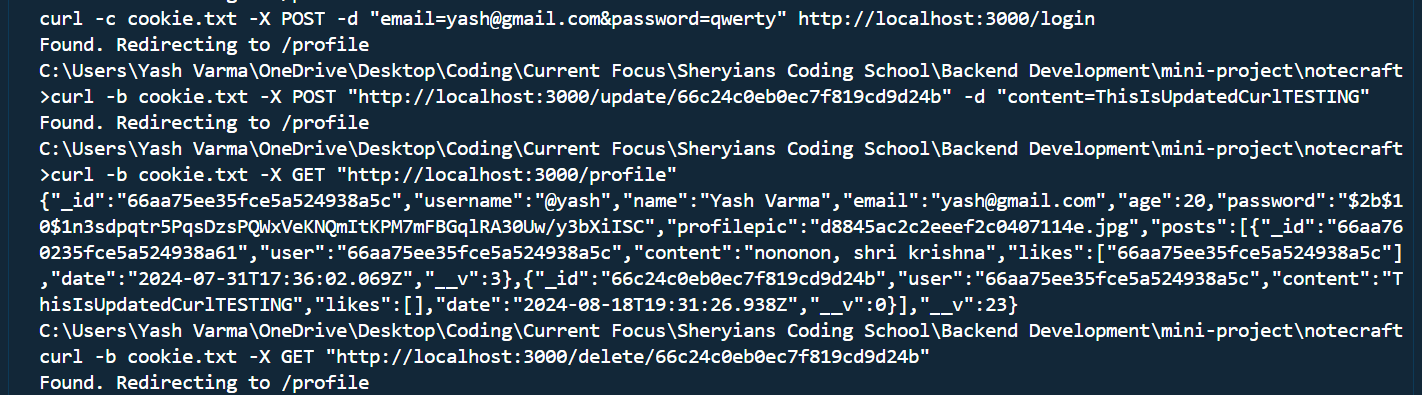 curl -c cookie.txt -X POST -d "email=yash@gmail.com&password=qwerty" http://localhost:3000/login
Found. Redirecting to /profile
C:\Users\Yash Varma\OneDrive\Desktop\Coding\Current Focus\Sheryians Coding School\Backend Development\mini-project\notecraft
>curl -b cookie.txt -X POST "http://localhost:3000/update/66c24c0eb0ec7f819cd9d24b" -d "content=ThisIsUpdatedCurlTESTING"
Found. Redirecting to /profile
C:\Users\Yash Varma\OneDrive\Desktop\Coding\Current Focus\Sheryians Coding School\Backend Development\mini-project\notecraft
>curl -b cookie.txt -X GET "http://localhost:3000/profile"
{"_id":"66aa75ee35fce5a524938a5c","username":"@yash","name":"Yash Varma","email":"yash@gmail.com","age":20,"password":"$2b$1
0$1n3sdpqtr5PqsDzsPQWxVeKNQmItKPM7mFBGqlRA30Uw/y3bXiISC","profilepic":"d8845ac2c2eeef2c0407114e.jpg","posts":[{"_id":"66aa76
0235fce5a524938a61","user":"66aa75ee35fce5a524938a5c","content":"nononon, shri krishna","likes":["66aa75ee35fce5a524938a5c"]
,"date":"2024-07-31T17:36:02.069Z","__v":3},{"_id":"66c24c0eb0ec7f819cd9d24b","user":"66aa75ee35fce5a524938a5c","content":"T
hisIsUpdatedCurlTESTING","likes":[],"date":"2024-08-18T19:31:26.938Z","__v":0}],"__v":23}
C:\Users\Yash Varma\OneDrive\Desktop\Coding\Current Focus\Sheryians Coding School\Backend Development\mini-project\notecraft
curl -b cookie.txt -X GET "http://localhost:3000/delete/66c24c0eb0ec7f819cd9d24b"
Found. Redirecting to /profile